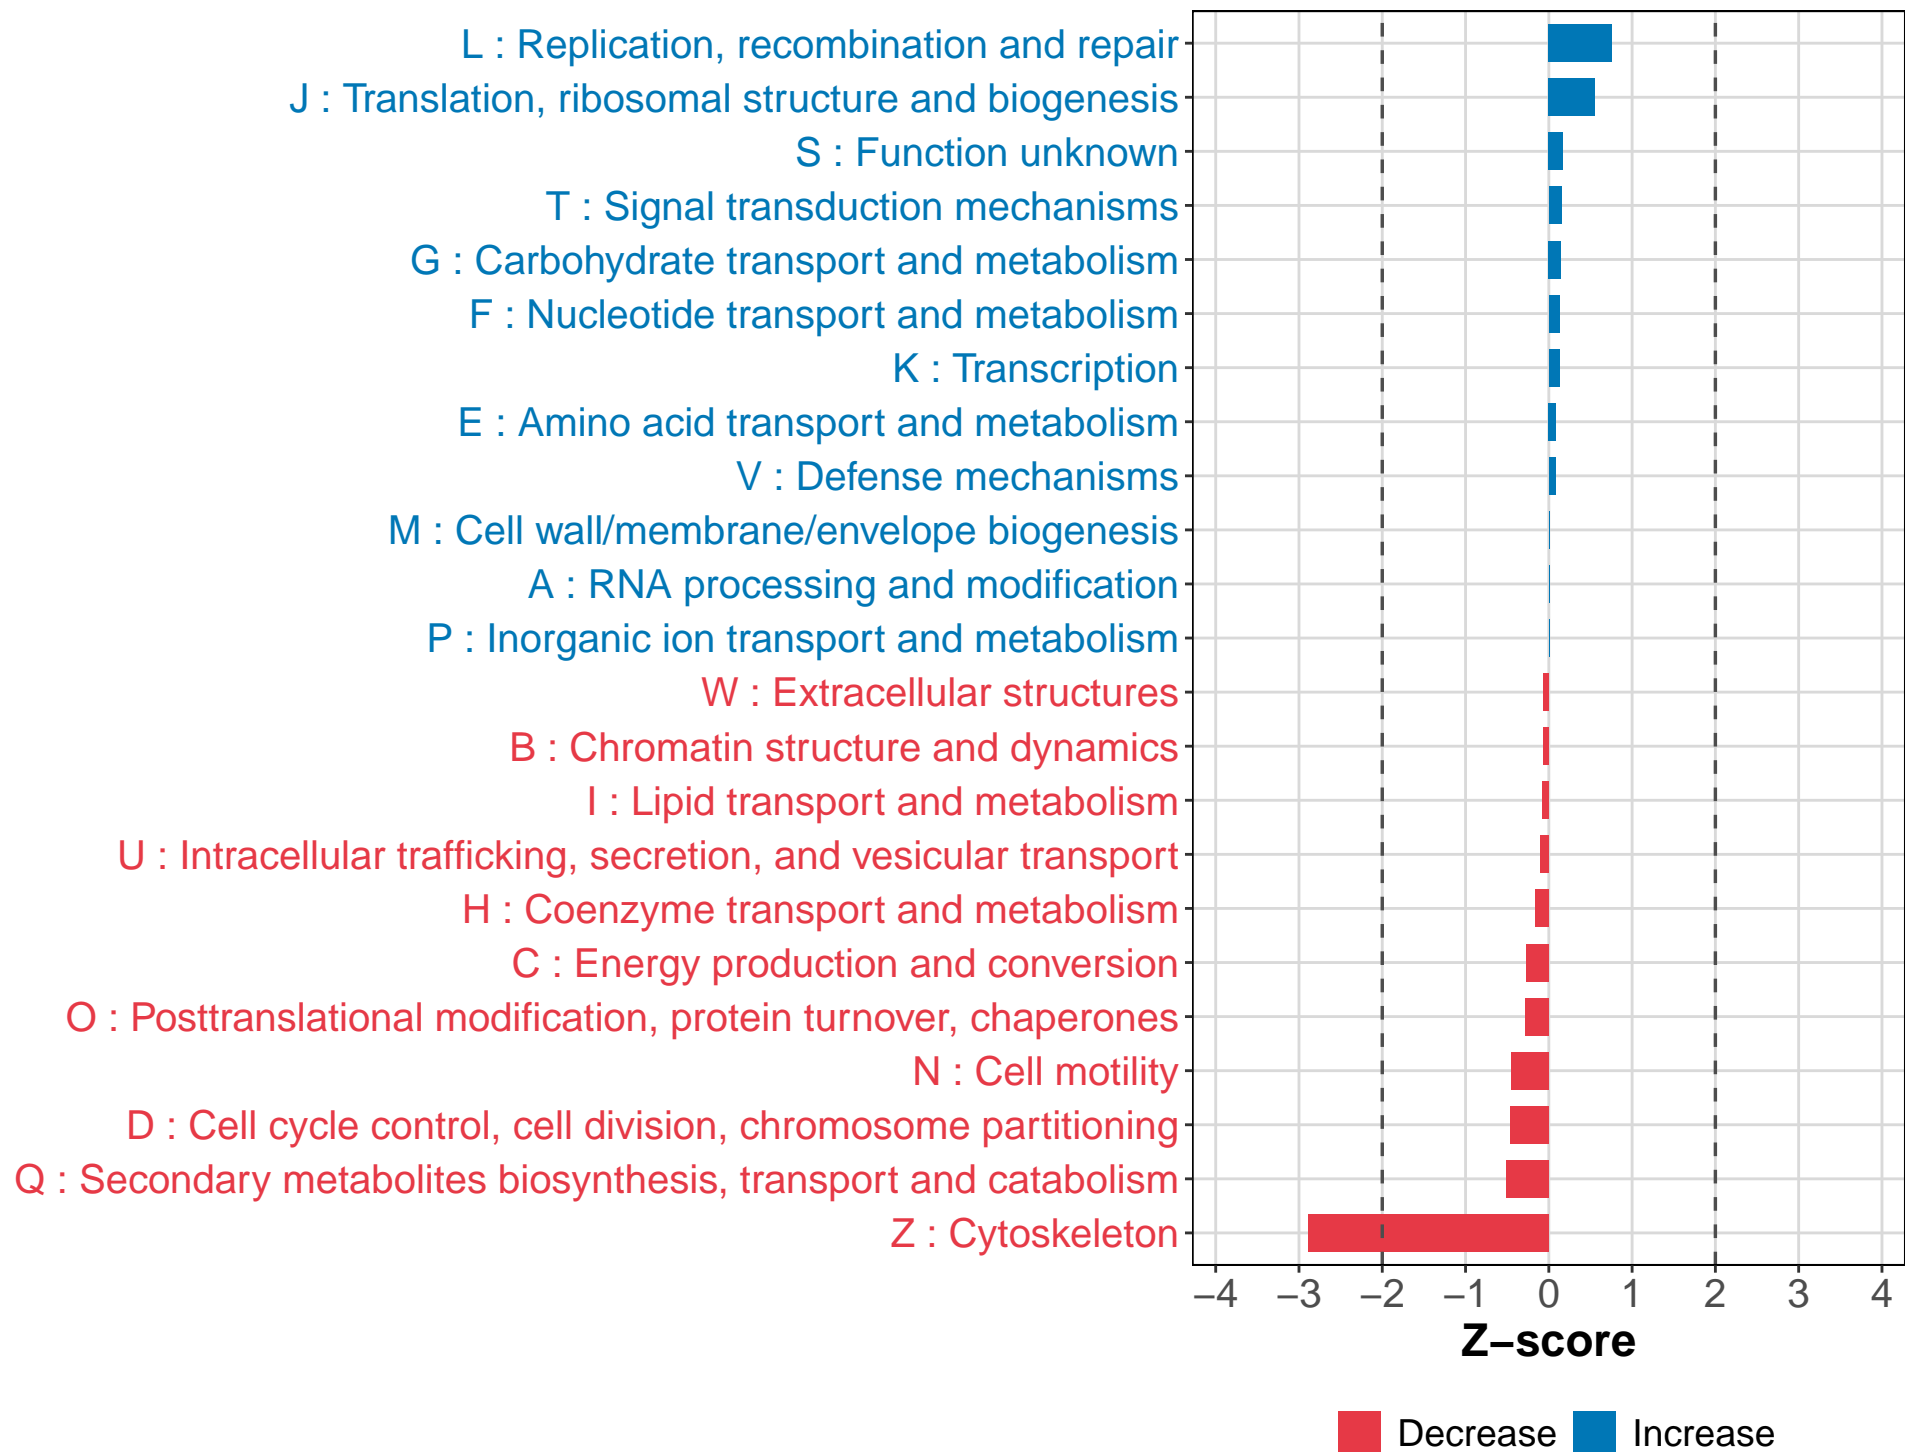 L : Replication, recombination and repair
J : Translation, ribosomal structure and biogenesis
S : Function unknown
T : Signal transduction mechanisms
G : Carbohydrate transport and metabolism
F : Nucleotide transport and metabolism
K : Transcription
E : Amino acid transport and metabolism
V : Defense mechanisms
M : Cell wall/membrane/envelope biogenesis
A : RNA processing and modification
P : Inorganic ion transport and metabolism
W : Extracellular structures
B : Chromatin structure and dynamics
I : Lipid transport and metabolism
U : Intracellular trafficking, secretion, and vesicular transport
H : Coenzyme transport and metabolism
C : Energy production and conversion
O : Posttranslational modification, protein turnover, chaperones
N : Cell motility
D : Cell cycle control, cell division, chromosome partitioning
Q : Secondary metabolites biosynthesis, transport and catabolism
Z : Cytoskeleton
−4 −3 −2 −1 0 1 2 3 4
Z−score
Decrease Increase